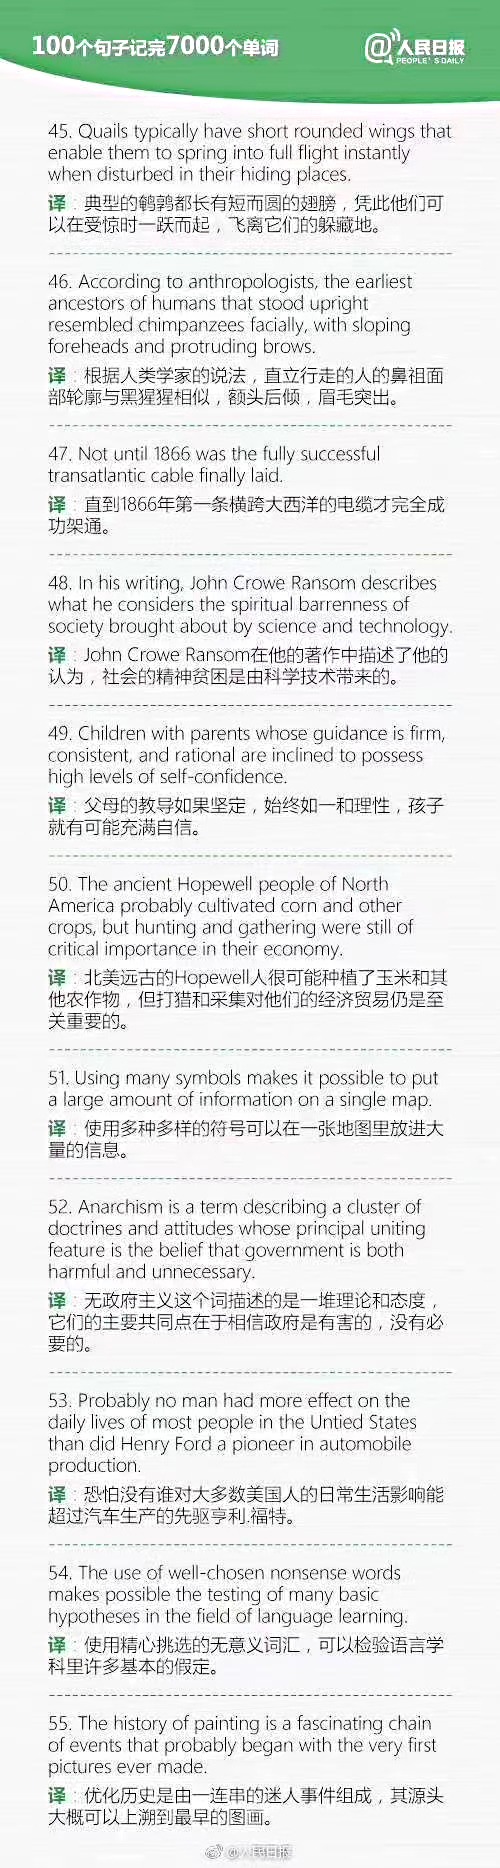 100个句子记完7000个单词
@人民日报
PEOPLE'S DAILY
45. Quails typically have short rounded wings that
enable them to spring into full flight instantly
when disturbed in their hiding places.
译：典型的鹌鹑都长有短而圆的翅膀，凭此他们可
以在受惊时一跃而起，飞离它们的躲藏地。
46. According to anthropologists, the earliest
ancestors of humans that stood upright
resembled chimpanzees facially, with sloping
foreheads and protruding brows.
译：根据人类学家的说法，直立行走的人的鼻祖面
部轮廓与黑猩猩相似，额头后倾，眉毛突出。
47. Not until 1866 was the fully successful
transatlantic cable finally laid.
译：直到1866年第一条横跨大西洋的电缆才完全成
功架通。
48. In his writing, John Crowe Ransom describes
what he considers the spiritual barrenness of
society brought about by science and technology.
译：John Crowe Ransom在他的著作中描述了他的
认为，社会的精神贫困是由科学技术带来的。
49. Children with parents whose guidance is firm,
consistent, and rational are inclined to possess
high levels of self-confidence.
译：父母的教导如果坚定，始终如一和理性，孩子
就有可能充满自信。
50. The ancient Hopewell people of North
America probably cultivated corn and other
crops, but hunting and gathering were still of
critical importance in their economy.
译：北美远古的Hopewell人很可能种植了玉米和其
他农作物，但打猎和采集对他们的经济贸易仍是至
关重要的。
51. Using many symbols makes it possible to put
a large amount of information on a single map.
译：使用多种多样的符号可以在一张地图里放进大
量的信息。
52. Anarchism is a term describing a cluster of
doctrines and attitudes whose principal uniting
feature is the belief that government is both
harmful and unnecessary.
译：无政府主义这个词描述的是一堆理论和态度，
它们的主要共同点在于相信政府是有害的，没有必
要的。
53. Probably no man had more effect on the
daily lives of most people in the Untied States
than did Henry Ford a pioneer in automobile
production.
译：恐怕没有谁对大多数美国人的日常生活影响能
超过汽车生产的先驱亨利.福特。
54. The use of well-chosen nonsense words
makes possible the testing of many basic
hypotheses in the field of language learning.
译：使用精心挑选的无意义词汇，可以检验语言学
科里许多基本的假定。
55. The history of painting is a fascinating chain
of events that probably began with the very first
pictures ever made.
译：优化历史是由一连串的迷人事件组成，其源头
大概可以上溯到最早的图画。
@人民日报